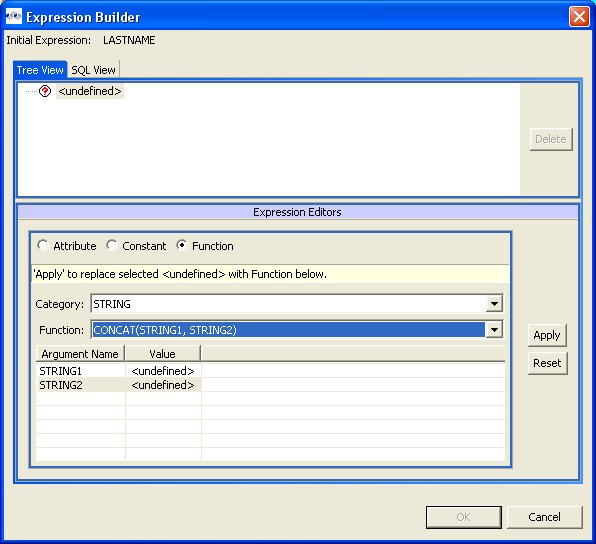 Expression Builder
Initial Expression: LASTNAME
Tree View SQL View
<undefined>
Delete
Expression Editors
Attribute Constant Function
'Apply' to replace selected <undefined> with Function below.
Category: STRING
Function: CONCAT(STRING1, STRING2)
Apply
Argument Name Value
Reset
STRING1 <undefined>
STRING2 <undefined>
OK Cancel